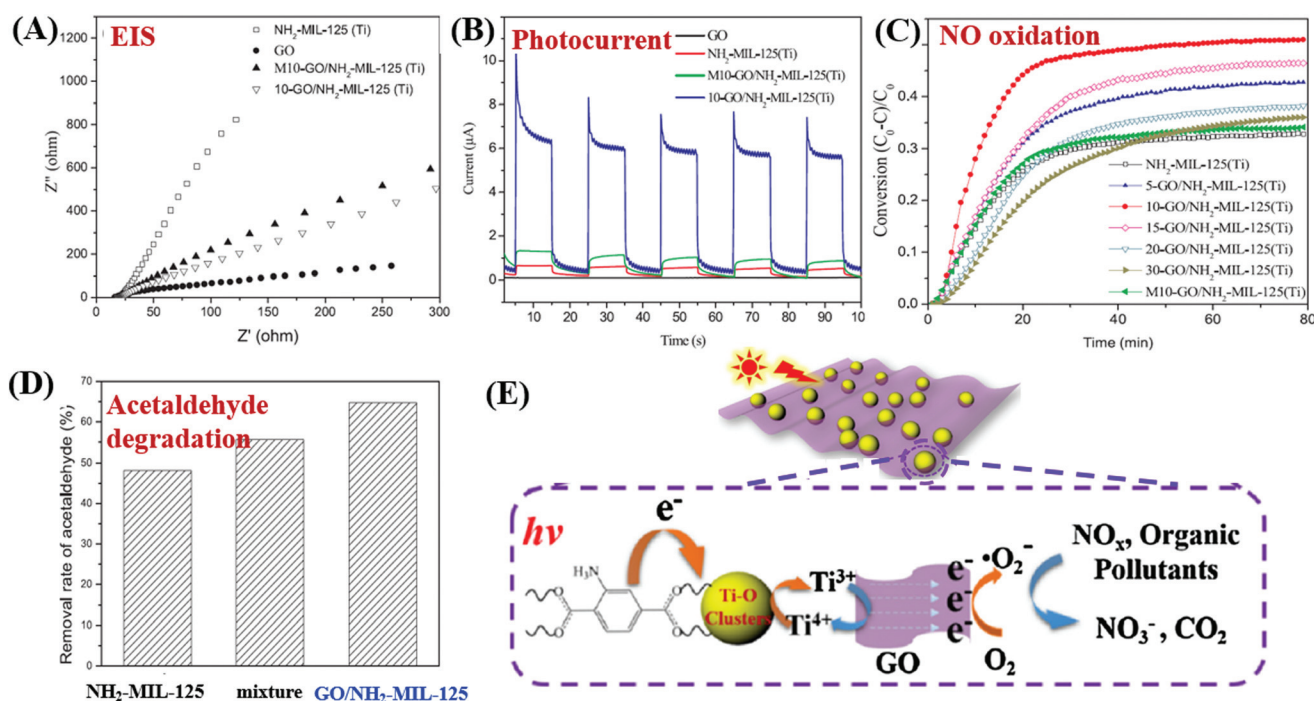 (A)
EIS
NH₂-MIL-125 (Ti)
GO
M10-GO/NH₂-MIL-125 (Ti)
10-GO/NH₂-MIL-125 (Ti)
Z'' (ohm)
1200
1000
800
600
400
200
0
0 50 100 150 200 250 300
Z' (ohm)
(B)
Photocurrent
GO
NH₂-MIL-125(Ti)
M10-GO/NH₂-MIL-125(Ti)
10-GO/NH₂-MIL-125(Ti)
Current (μA)
10
8
6
4
2
0
10 20 30 40 50 60 70 80 90 10
Time (s)
(C)
NO oxidation
Conversion (C₀-C)/C₀
0.4
0.3
0.2
0.1
0.0
NH₂-MIL-125(Ti)
5-GO/NH₂-MIL-125(Ti)
10-GO/NH₂-MIL-125(Ti)
15-GO/NH₂-MIL-125(Ti)
20-GO/NH₂-MIL-125(Ti)
30-GO/NH₂-MIL-125(Ti)
M10-GO/NH₂-MIL-125(Ti)
0 20 40 60 80
Time (min)
(D)
Acetaldehyde
degradation
Removal rate of acetaldehyde (%)
70
60
50
40
30
20
10
0
NH₂-MIL-125 mixture GO/NH₂-MIL-125
(E)
hν
e⁻
NH₂
O
O
O
O
Ti-O
Clusters
Ti³⁺
Ti⁴⁺
GO
e⁻
e⁻
e⁻
·O₂⁻
O₂
NOₓ, Organic
Pollutants
NO₃⁻, CO₂